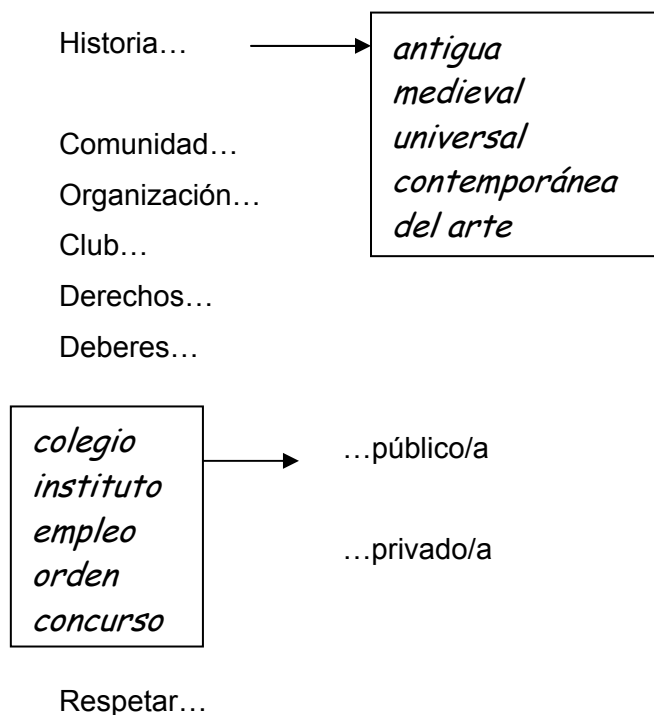 Historia…
antigua
medieval
universal
contemporánea
del arte
Comunidad…
Organización…
Club…
Derechos…
Deberes…
colegio
instituto
empleo
orden
concurso
…público/a
…privado/a
Respetar…